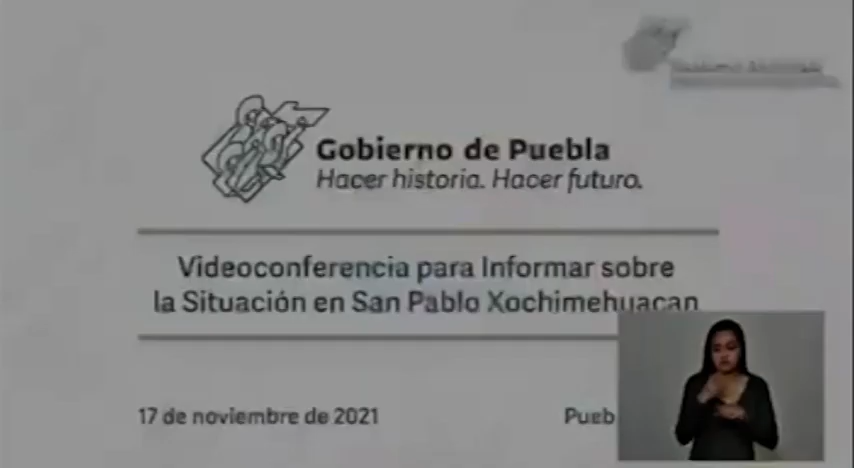 Gobierno de Puebla
Hacer historia. Hacer futuro.
Videoconferencia para Informar sobre
la Situación en San Pablo Xochimehuacan
17 de noviembre de 2021
Pueb